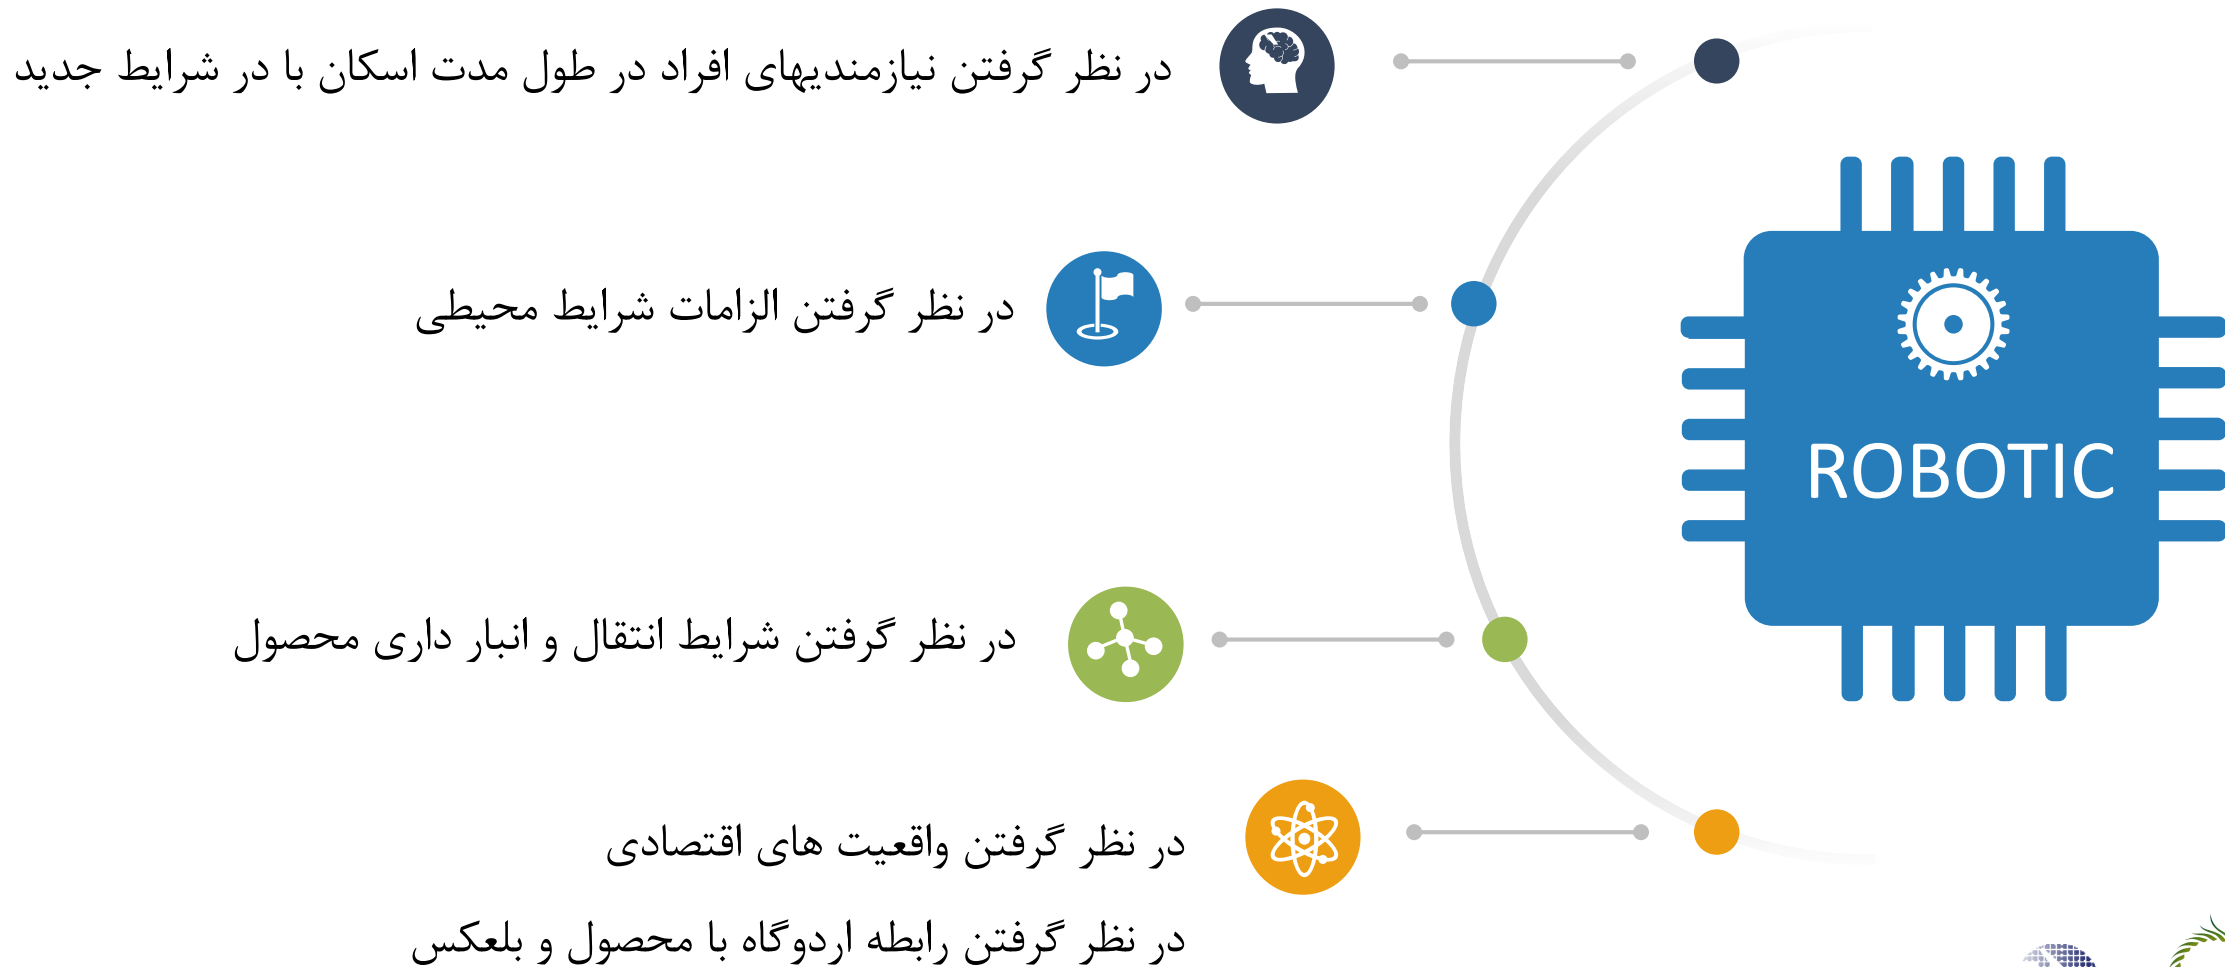 در نظر گرفتن نیازمندیهای افراد در طول مدت اسکان با در شرایط جدید
در نظر گرفتن الزامات شرایط محیطی
ROBOTIC
در نظر گرفتن شرایط انتقال و انبار داری محصول
در نظر گرفتن واقعیت های اقتصادی
در نظر گرفتن رابطه اردوگاه با محصول و بلعکس